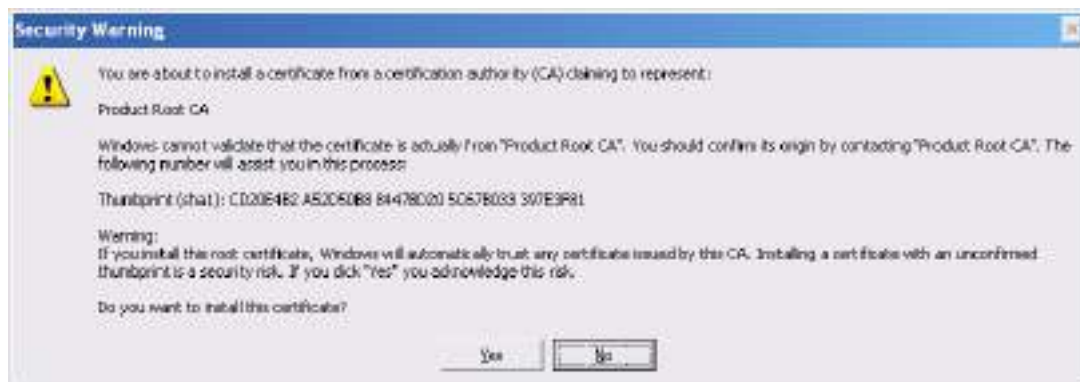 Security Warning
You are about to install a certificate from a certification authority (CA) claiming to represent:
Product Root CA
Windows cannot validate that the certificate is actually from "Product Root CA". You should confirm its origin by contacting "Product Root CA". The
following number will assist you in this process:
Thumbprint (sha1):
Warning:
If you install this root certificate, Windows will automatically trust any certificate issued by this CA. Installing a certificate with an unconfirmed
thumbprint is a security risk. If you click "Yes" you acknowledge this risk.
Do you want to install this certificate?
Yes
No